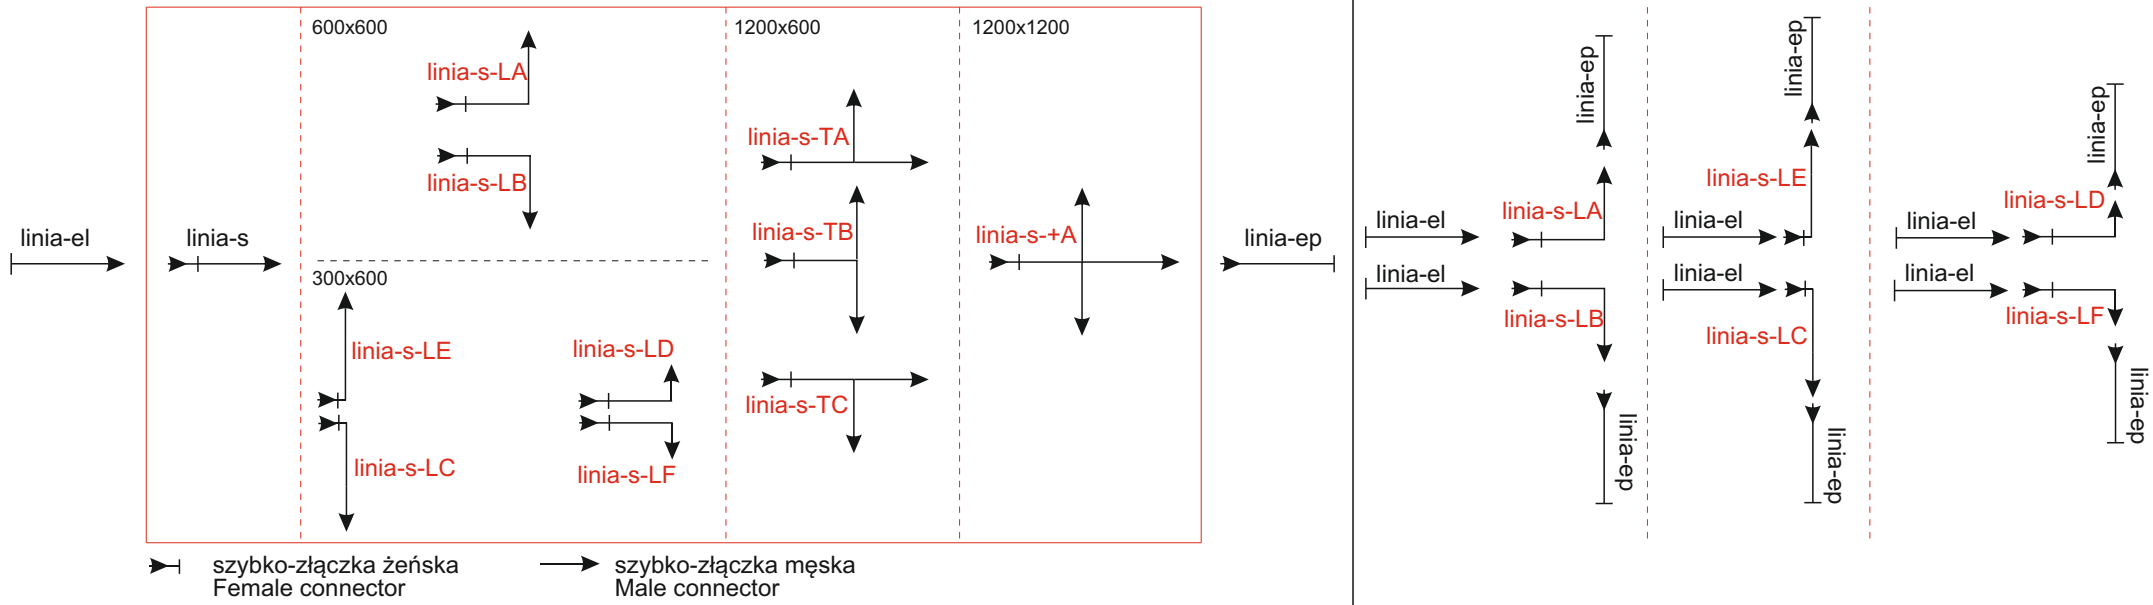 600x600
1200x600
1200x1200
linia-s-LA
linia-s-LB
linia-el
linia-s
300x600
linia-s-LE
linia-s-LC
linia-s-LD
linia-s-LF
linia-s-TA
linia-s-TB
linia-s-TC
linia-s-+A
linia-ep
szybko-złączka żeńska
Female connector
szybko-złączka męska
Male connector
linia-ep
linia-el
linia-s-LA
linia-el
linia-s-LB
linia-ep
linia-ep
linia-s-LE
linia-el
linia-el
linia-s-LC
linia-ep
linia-ep
linia-s-LD
linia-el
linia-el
linia-s-LF
linia-ep